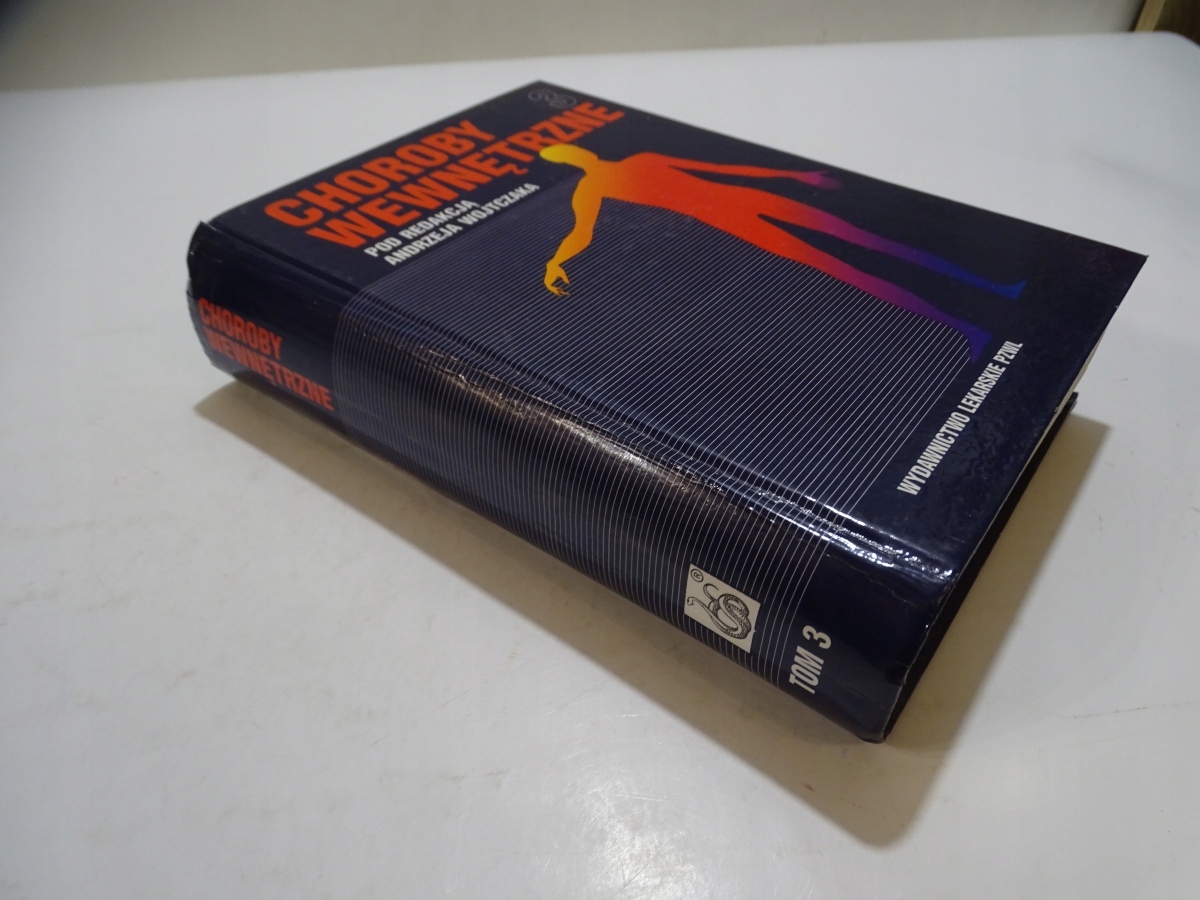 CHOROBY
WEWNĘTRZNE
POD REDAKCJĄ
ANDRZEJA WOJTCZAKA
WYDAWNICTWO LEKARSKIE PZWL
CHOROBY
WEWNĘTRZNE
®
TOM 3